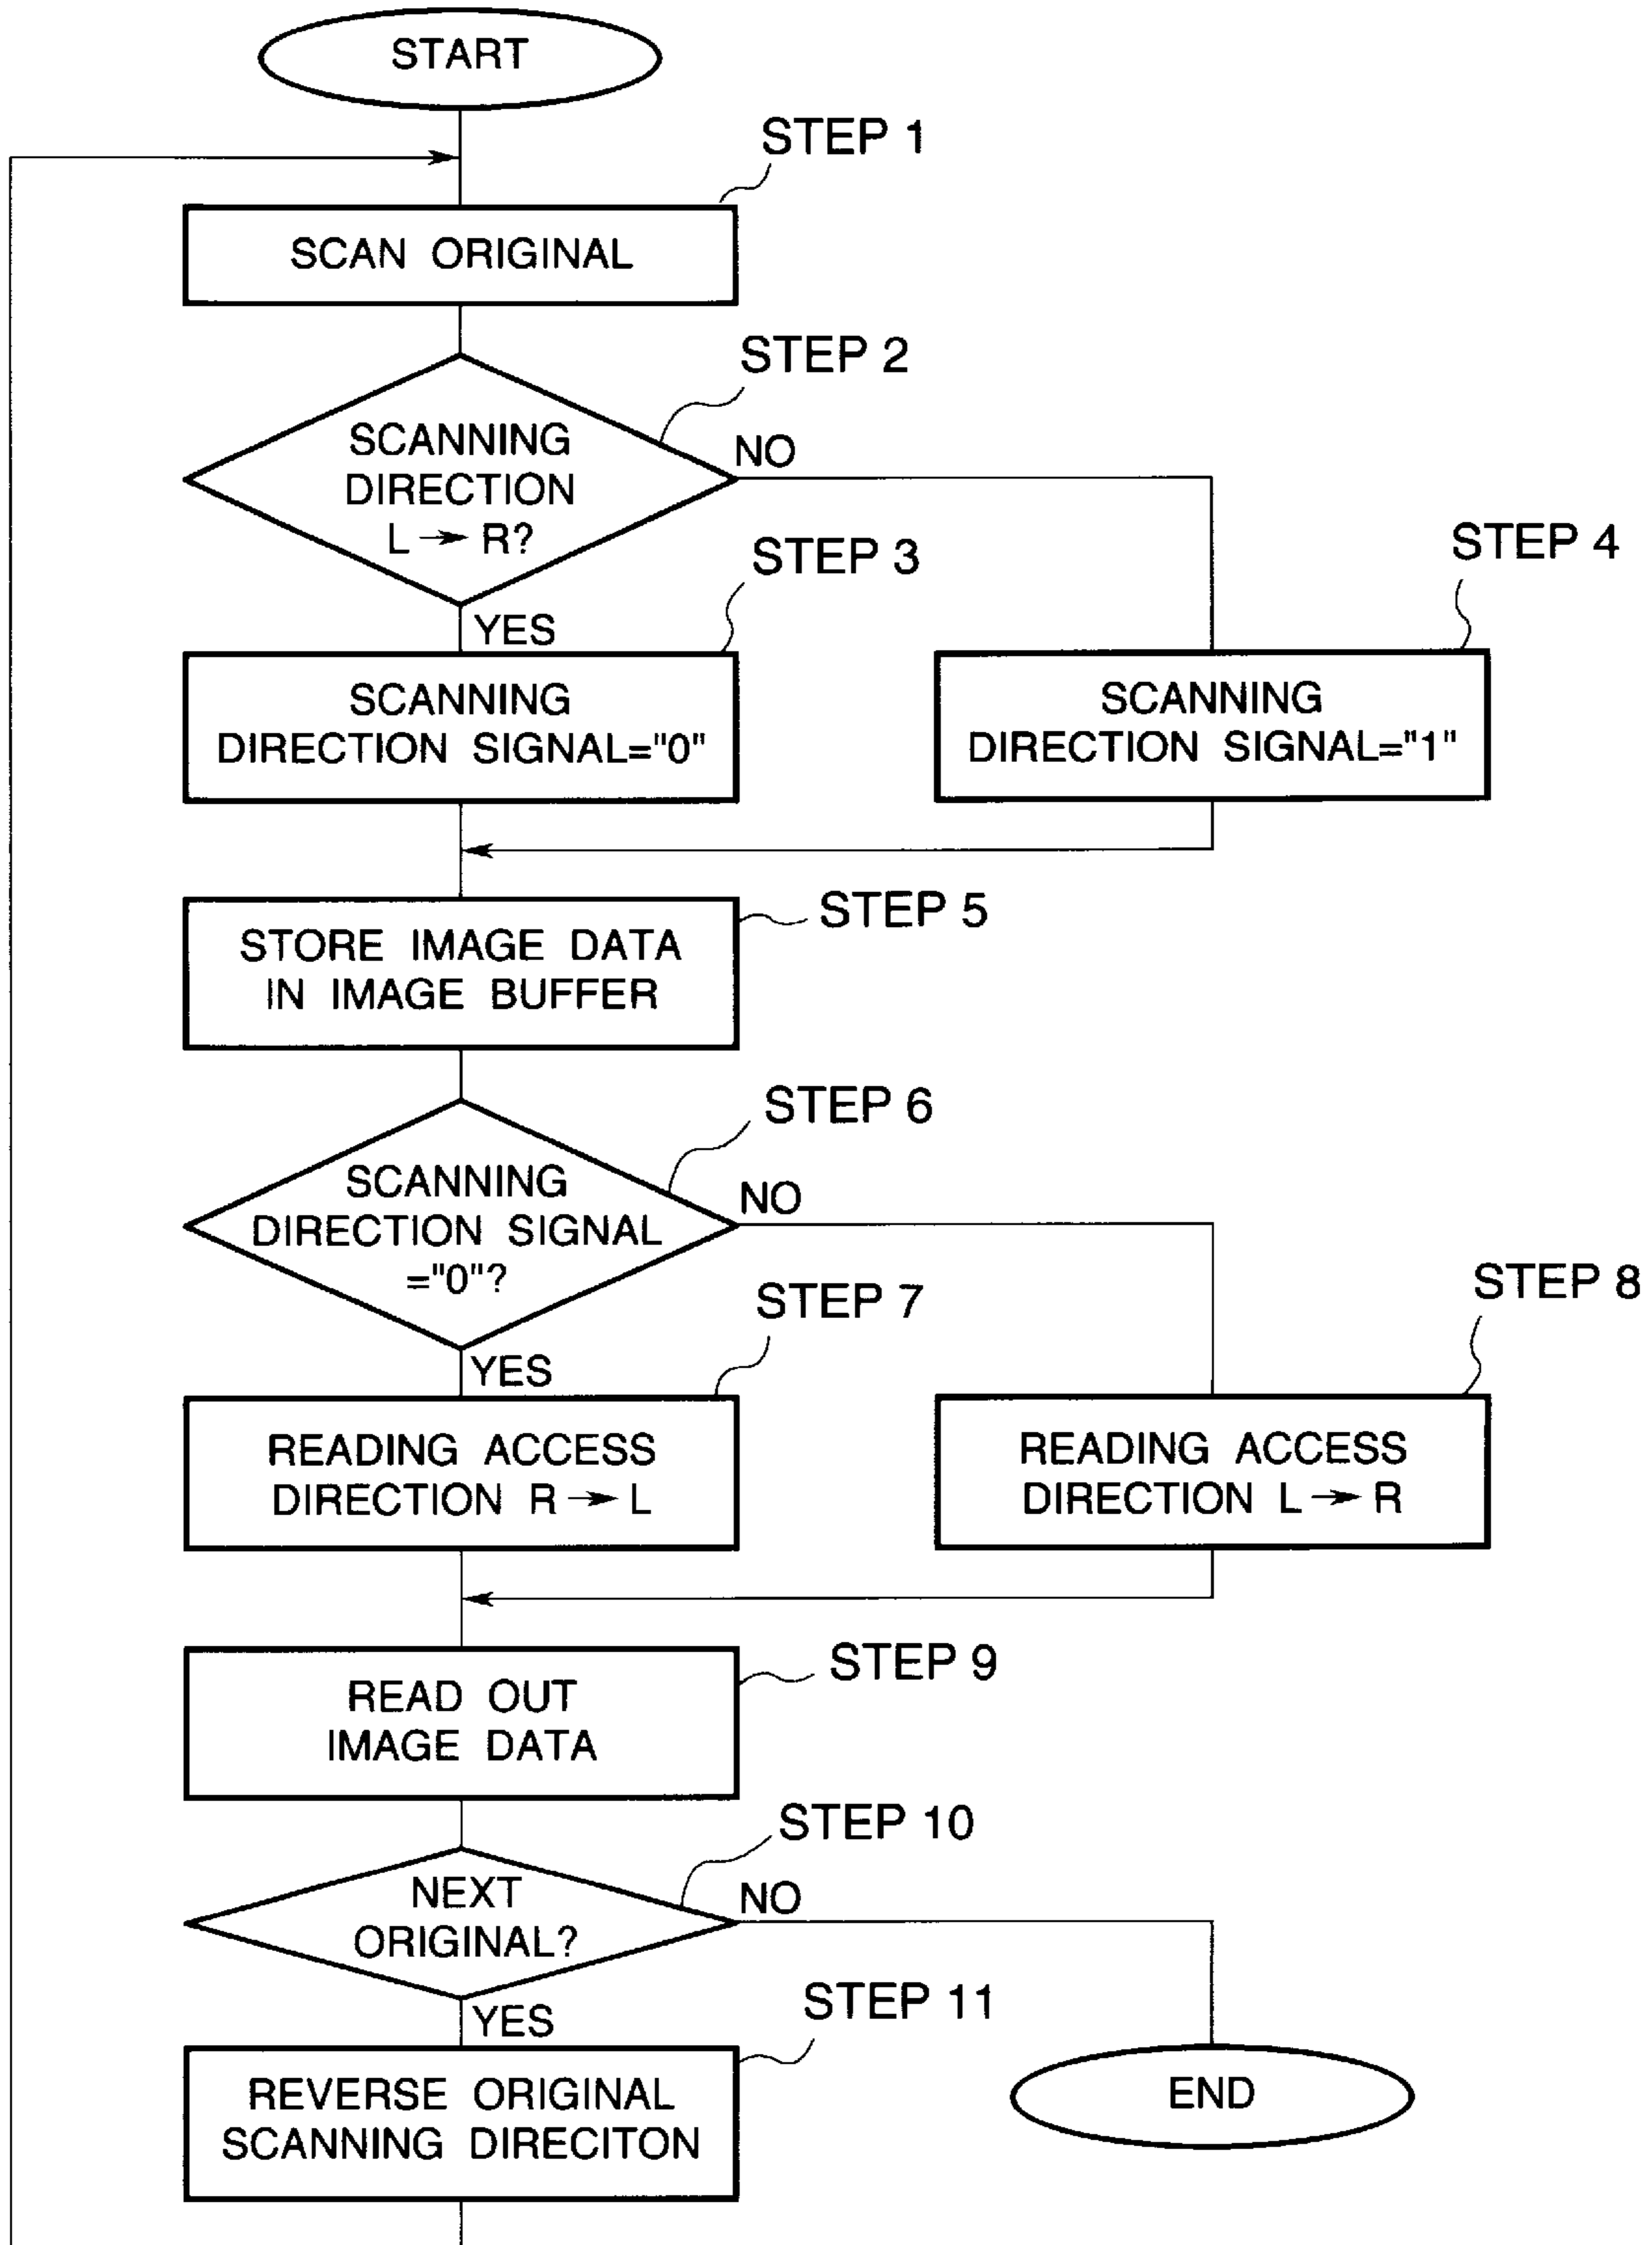 START
STEP 1
SCAN ORIGINAL
STEP 2
SCANNING
DIRECTION
L → R?
NO
YES
STEP 3
SCANNING
DIRECTION SIGNAL="0"
STEP 4
SCANNING
DIRECTION SIGNAL="1"
STEP 5
STORE IMAGE DATA
IN IMAGE BUFFER
STEP 6
SCANNING
DIRECTION SIGNAL
="0"?
NO
YES
STEP 7
READING ACCESS
DIRECTION R → L
STEP 8
READING ACCESS
DIRECTION L → R
STEP 9
READ OUT
IMAGE DATA
STEP 10
NEXT
ORIGINAL?
NO
YES
STEP 11
REVERSE ORIGINAL
SCANNING DIRECITON
END